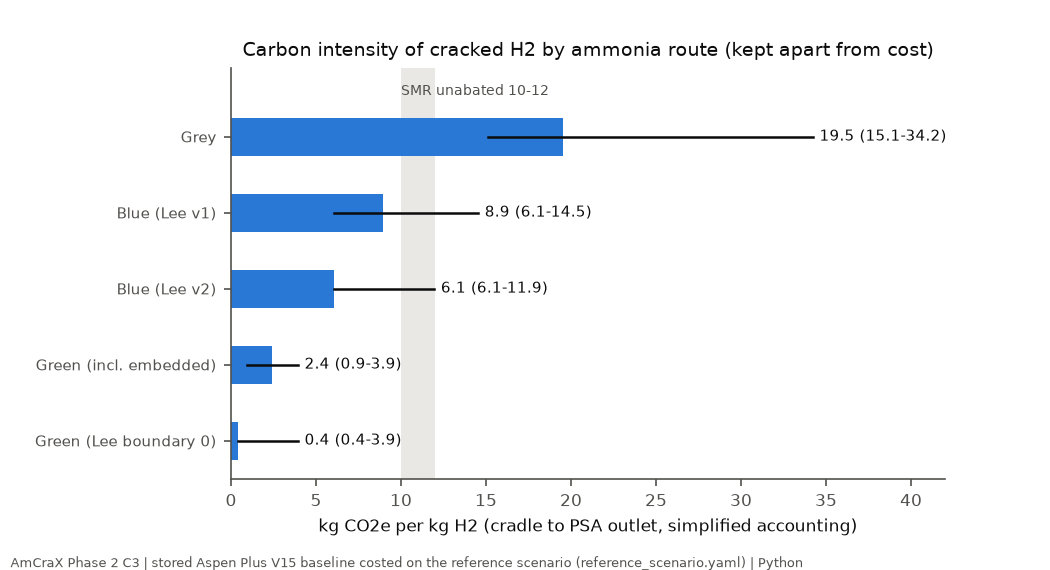 Carbon intensity of cracked H2 by ammonia route (kept apart from cost)
SMR unabated 10-12
Grey
19.5 (15.1-34.2)
Blue (Lee v1)
8.9 (6.1-14.5)
Blue (Lee v2)
6.1 (6.1-11.9)
Green (incl. embedded)
2.4 (0.9-3.9)
Green (Lee boundary 0)
0.4 (0.4-3.9)
0 5 10 15 20 25 30 35 40
kg CO2e per kg H2 (cradle to PSA outlet, simplified accounting)
AmCraX Phase 2 C3 | stored Aspen Plus V15 baseline costed on the reference scenario (reference_scenario.yaml) | Python